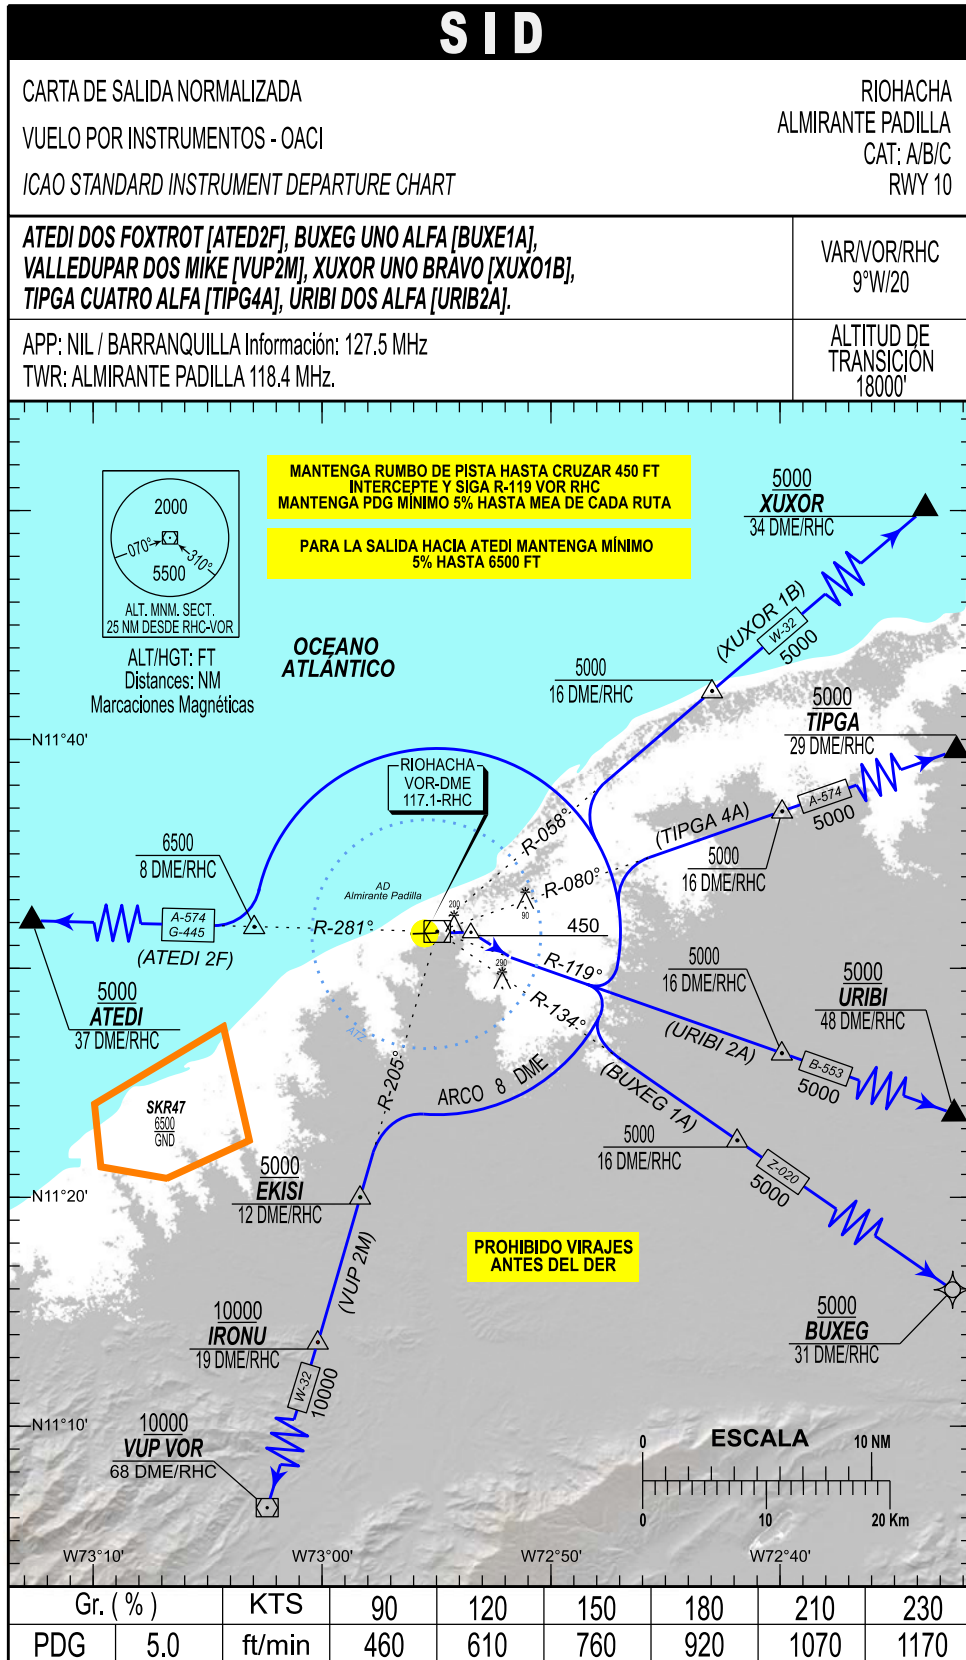 SID
CARTA DE SALIDA NORMALIZADA
VUELO POR INSTRUMENTOS - OACI
ICAO STANDARD INSTRUMENT DEPARTURE CHART
RIOHACHA
ALMIRANTE PADILLA
CAT: A/B/C
RWY 10
ATEDI DOS FOXTROT [ATED2F], BUXEG UNO ALFA [BUXE1A],
VALLEDUPAR DOS MIKE [VUP2M], XUXOR UNO BRAVO [XUXO1B],
TIPGA CUATRO ALFA [TIPG4A], URIBI DOS ALFA [URIB2A].
VAR/VOR/RHC
9°W/20
APP: NIL / BARRANQUILLA Información: 127.5 MHz
TWR: ALMIRANTE PADILLA 118.4 MHz.
ALTITUD DE
TRANSICIÓN
18000'
MANTENGA RUMBO DE PISTA HASTA CRUZAR 450 FT
INTERCEPTE Y SIGA R-119 VOR RHC
MANTENGA PDG MÍNIMO 5% HASTA MEA DE CADA RUTA
PARA LA SALIDA HACIA ATEDI MANTENGA MÍNIMO
5% HASTA 6500 FT
2000
070°
310°
5500
ALT. MNM. SECT.
25 NM DESDE RHC-VOR
ALT/HGT: FT
Distances: NM
Marcaciones Magnéticas
OCEANO
ATLÁNTICO
5000
XUXOR
34 DME/RHC
(XUXOR 1B)
W-32
5000
5000
16 DME/RHC
5000
TIPGA
29 DME/RHC
N11°40'
RIOHACHA
VOR-DME
117.1-RHC
A-574
5000
(TIPGA 4A)
R-058°
5000
16 DME/RHC
6500
8 DME/RHC
AD
Almirante Padilla
R-080°
200
90
450
A-574
G-445
R-281°
(ATEDI 2F)
290
R-119°
5000
16 DME/RHC
5000
URIBI
48 DME/RHC
5000
ATEDI
37 DME/RHC
ATZ
R-134°
(URIBI 2A)
B-553
5000
R-205°
ARCO 8 DME
(BUXEG 1A)
SKR47
6500
GND
5000
16 DME/RHC
Z-020
5000
5000
EKISI
12 DME/RHC
N11°20'
(VUP 2M)
PROHIBIDO VIRAJES
ANTES DEL DER
10000
IRONU
19 DME/RHC
5000
BUXEG
31 DME/RHC
W-32
10000
N11°10'
10000
VUP VOR
68 DME/RHC
ESCALA
0
10 NM
0
10
20 Km
W73°10'
W73°00'
W72°50'
W72°40'
Gr. ( % ) KTS 90 120 150 180 210 230
PDG 5.0 ft/min 460 610 760 920 1070 1170